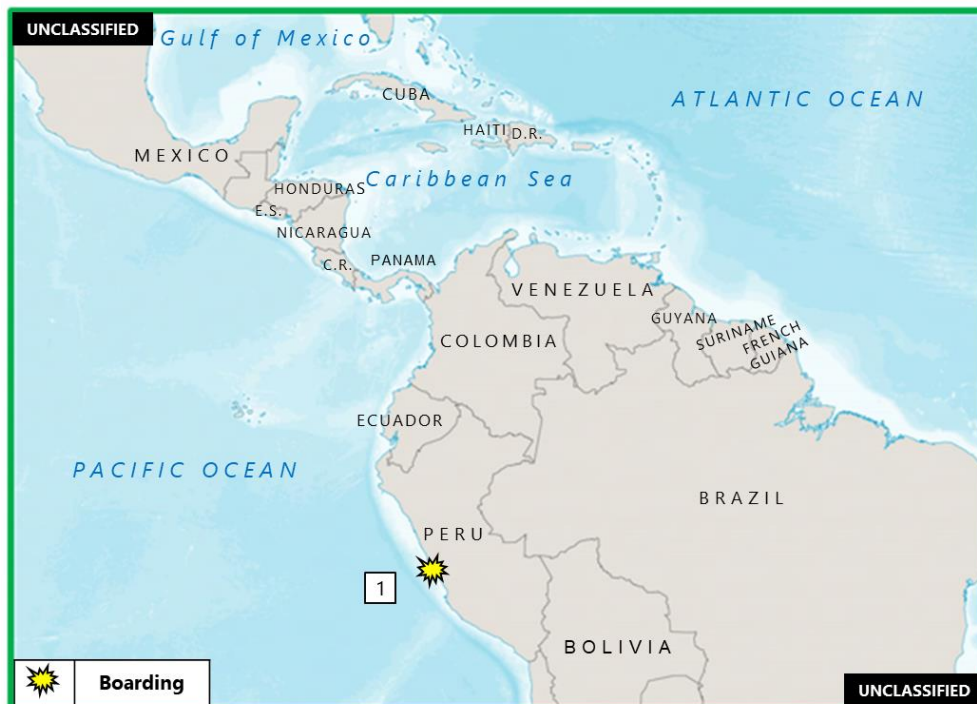 UNCLASSIFIED
Gulf of Mexico
ATLANTIC OCEAN
CUBA
HAITI
D.R.
MEXICO
Caribbean Sea
HONDURAS
E.S.
NICARAGUA
C.R.
PANAMA
VENEZUELA
GUYANA
SURINAME
FRENCH
GUIANA
COLOMBIA
ECUADOR
PACIFIC OCEAN
BRAZIL
PERU
1
BOLIVIA
Boarding
UNCLASSIFIED